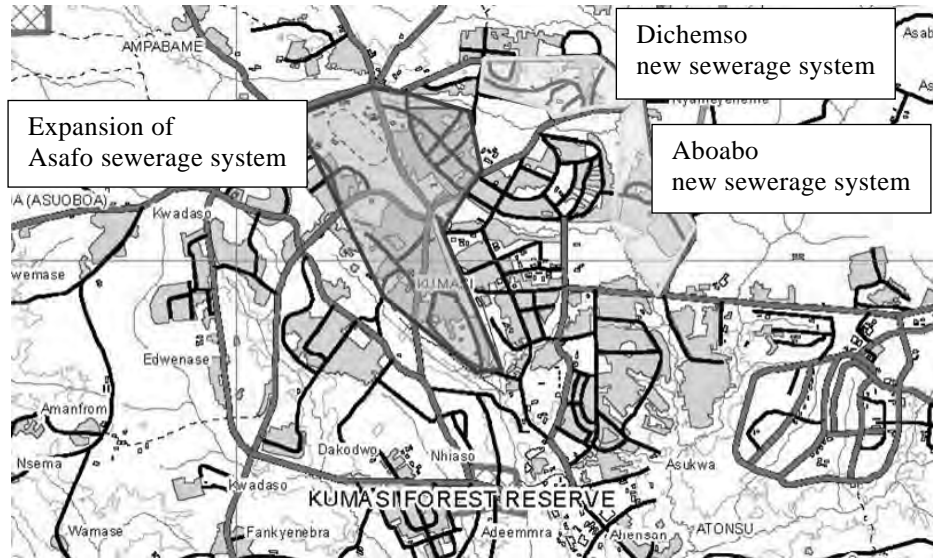 Dichemso
new sewerage system
AMPABAME
Expansion of
Asafo sewerage system
Aboabo
new sewerage system
(ASUOBOA)
Kwadaso
wemase
KUMASI
Edwenase
Amanfrom
Nsema
Dakodwo
Nhiaso
Asukwa
Kwadaso
KUMASI FOREST RESERVE
Wamase
Fankyenebra
Adeemmra
Ahensan
ATONSU